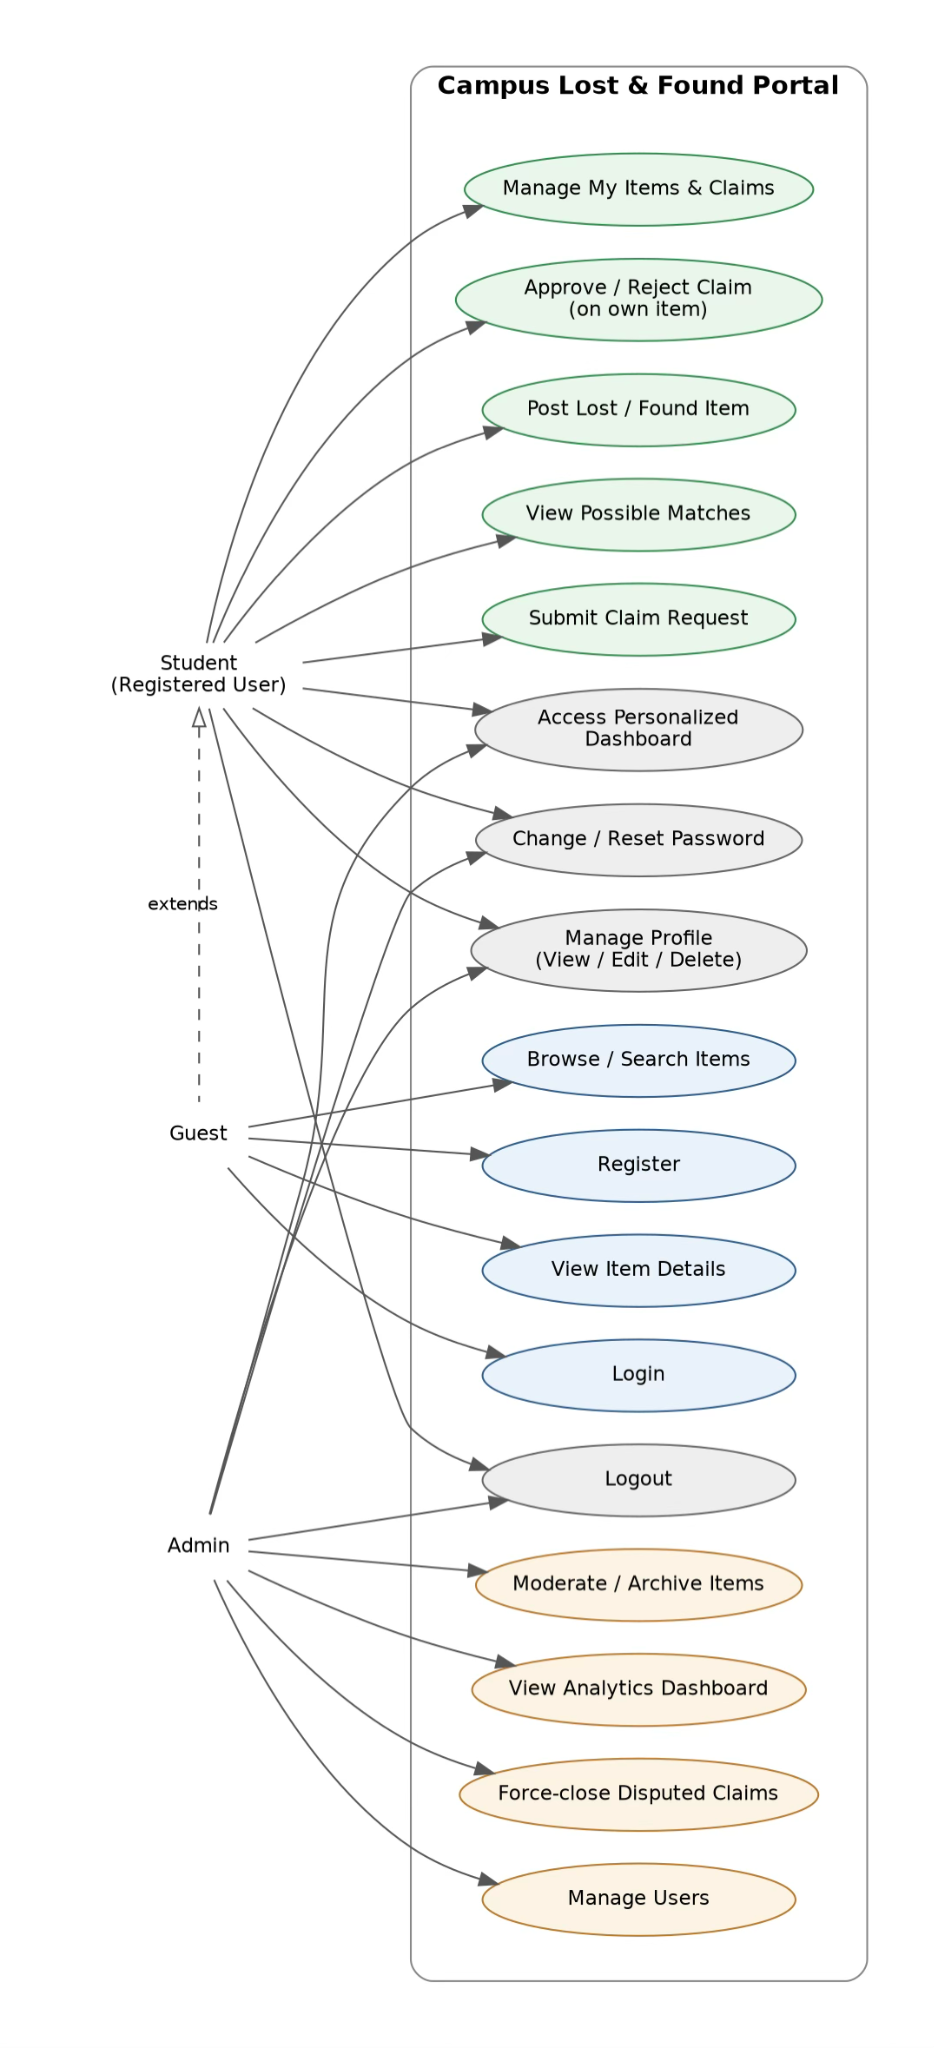 Campus Lost & Found Portal
Manage My Items & Claims
Approve / Reject Claim
(on own item)
Post Lost / Found Item
View Possible Matches
Submit Claim Request
Student
(Registered User)
Access Personalized
Dashboard
Change / Reset Password
extends
Manage Profile
(View / Edit / Delete)
Browse / Search Items
Guest
Register
View Item Details
Login
Logout
Admin
Moderate / Archive Items
View Analytics Dashboard
Force-close Disputed Claims
Manage Users